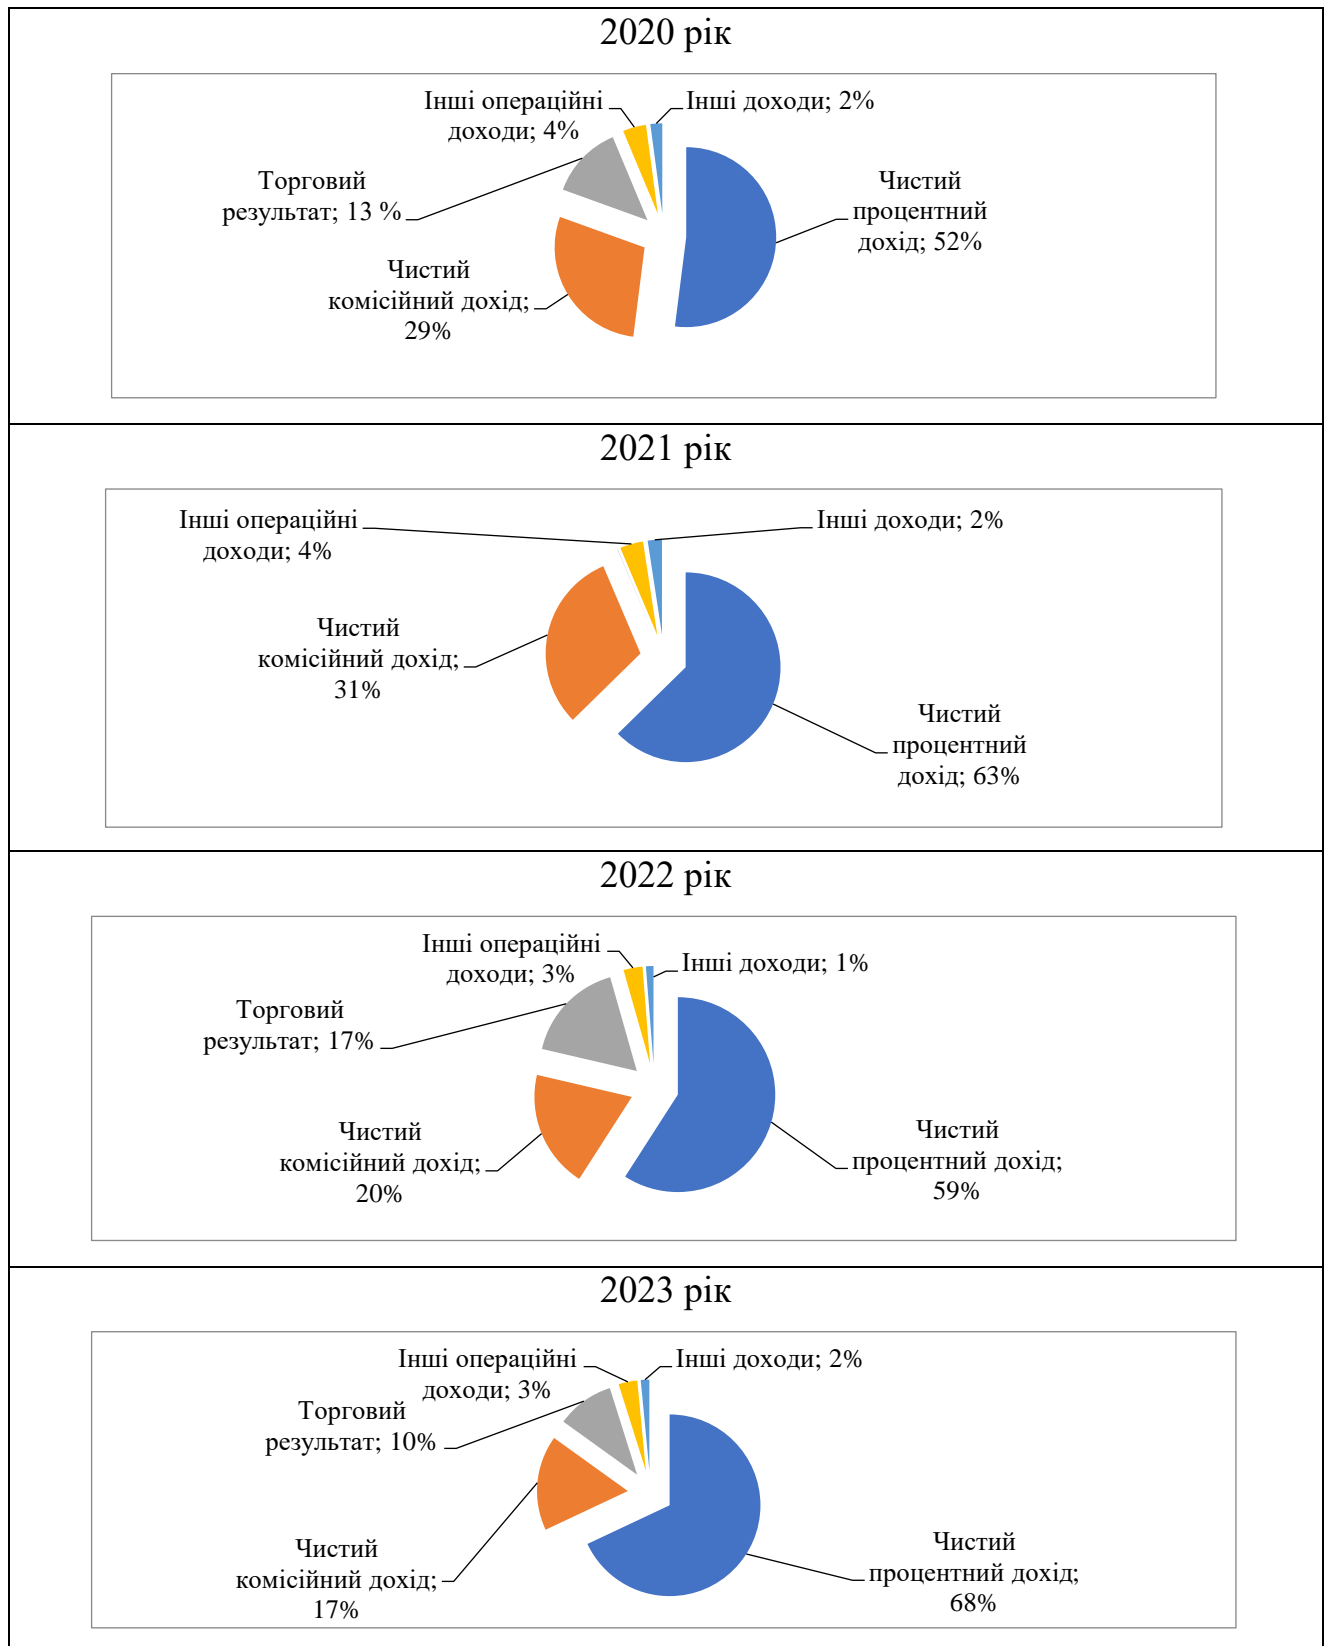 2020 рік
Інші операційні
доходи; 4%
Інші доходи; 2%
Торговий
результат; 13 %
Чистий
процентний
дохід; 52%
Чистий
комісійний дохід;
29%
2021 рік
Інші операційні
доходи; 4%
Інші доходи; 2%
Чистий
комісійний дохід;
31%
Чистий
процентний
дохід; 63%
2022 рік
Інші операційні
доходи; 3%
Інші доходи; 1%
Торговий
результат; 17%
Чистий
комісійний дохід;
20%
Чистий
процентний дохід;
59%
2023 рік
Інші операційні
доходи; 3%
Інші доходи; 2%
Торговий
результат; 10%
Чистий
комісійний дохід;
17%
Чистий
процентний дохід;
68%